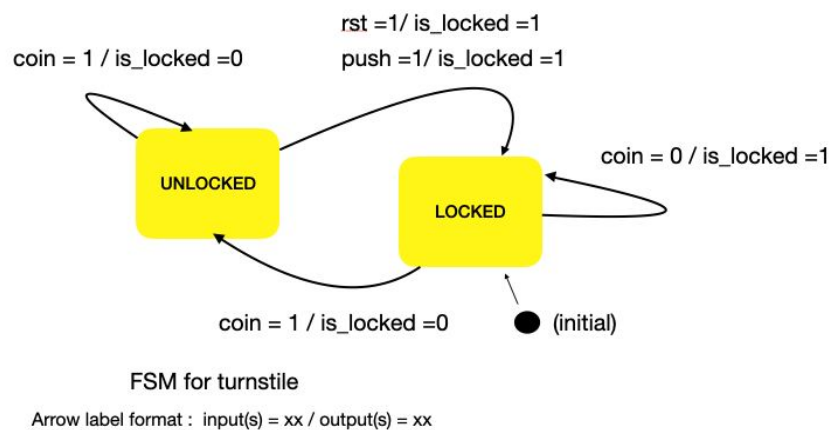 rst =1/ is_locked =1
coin = 1 / is_locked =0
push =1/ is_locked =1
UNLOCKED
coin = 0 / is_locked =1
LOCKED
coin = 1 / is_locked =0
(initial)
FSM for turnstile
Arrow label format : input(s) = xx / output(s) = xx